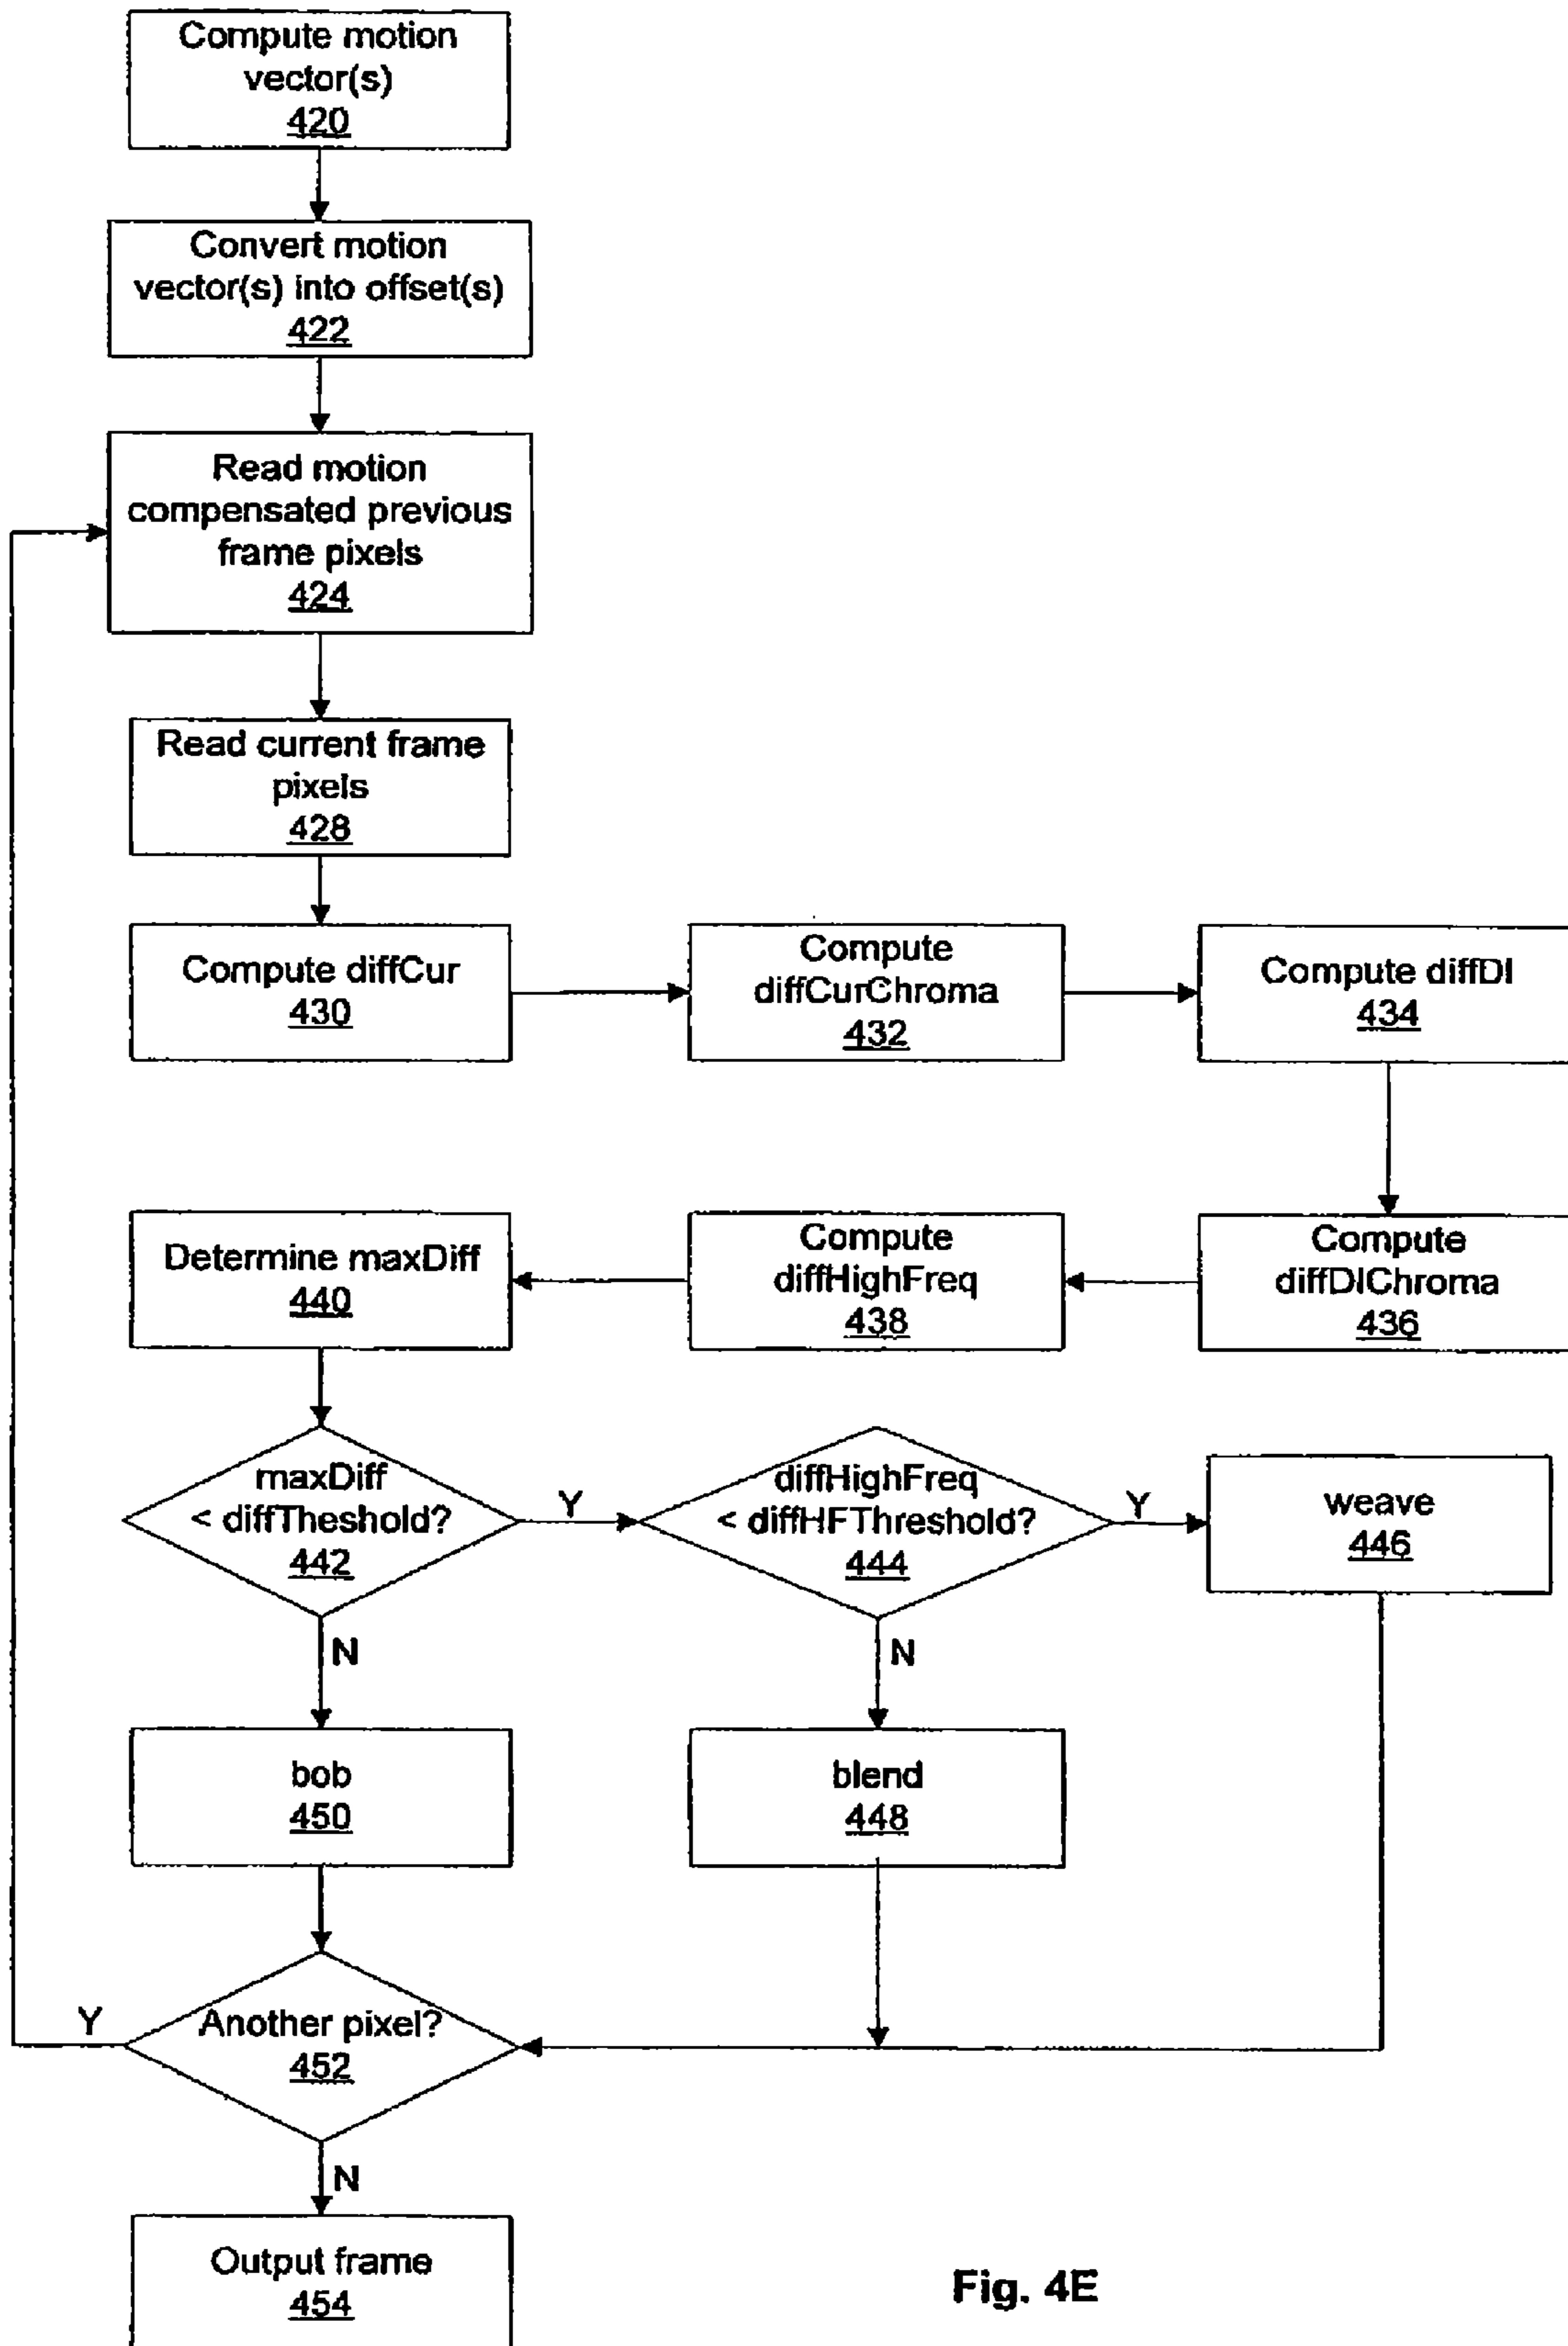 Compute motion
vector(s)
420
Convert motion
vector(s) into offset(s)
422
Read motion
compensated previous
frame pixels
424
Read current frame
pixels
428
Compute diffCur
430
Compute
diffCurChroma
432
Compute diffDI
434
Compute
diffDIChroma
436
Compute
diffHighFreq
438
Determine maxDiff
440
maxDiff
< diffTheshold?
442
Y
diffHighFreq
< diffHFThreshold?
444
Y
weave
446
N
N
bob
450
blend
448
Another pixel?
452
Y
N
Output frame
454
Fig. 4E